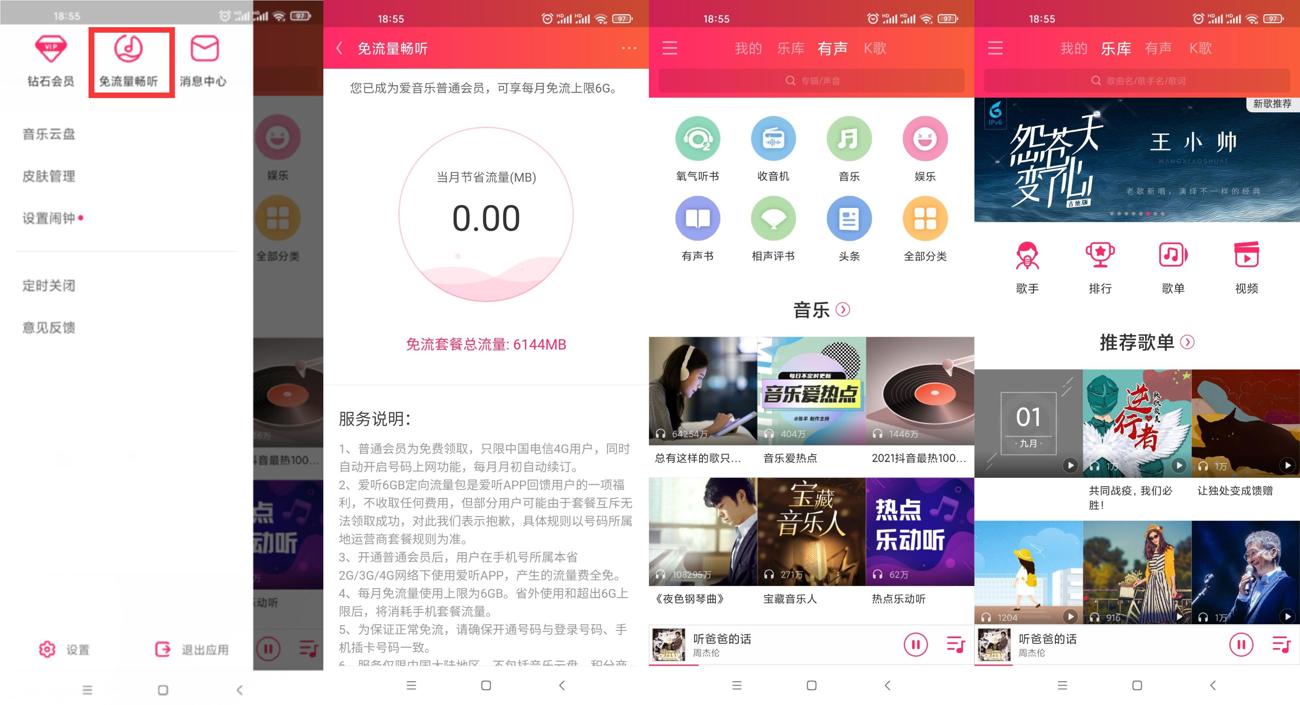 18:55
97
VIP
钻石会员
免流量畅听
消息中心
音乐云盘
皮肤管理
设置闹钟
定时关闭
意见反馈
设置
退出应用
娱乐
全部分类
抖音最热100...
乐动听
18:55
97
免流量畅听
您已成为爱音乐普通会员，可享每月免流上限6G。
当月节省流量(MB)
0.00
免流套餐总流量: 6144MB
服务说明：
1、普通会员为免费领取，只限中国电信4G用户，同时
自动开启号码上网功能，每月月初自动续订。
2、爱听6GB定向流量包是爱听APP回馈用户的一项福
利，不收取任何费用，但部分用户可能由于套餐互斥无
法领取成功，对此我们表示抱歉，具体规则以号码所属
地运营商套餐规则为准。
3、开通普通会员后，用户在手机号所属本省
2G/3G/4G网络下使用爱听APP，产生的流量费全免。
4、每月免流量使用上限为6GB。省外使用和超出6G上
限后，将消耗手机套餐流量。
5、为保证正常免流，请确保开通号码与登录号码、手
机插卡号码一致。
6、服务仅限中国大陆地区，不包括音乐云盘、积分商
18:55
97
我的 乐库 有声 K歌
专辑/声音
氧气听书 收音机 音乐 娱乐
有声书 相声评书 头条 全部分类
音乐
64254万
每日不定时更新
音乐爱热点
404万
1446万
总有这样的歌只...
音乐爱热点
2021抖音最热100...
108295万
宝藏
音乐人
271万
热点
乐动听
62万
《夜色钢琴曲》
宝藏音乐人
热点乐动听
听爸爸的话
周杰伦
18:55
97
我的 乐库 有声 K歌
歌曲名/歌手名/歌词
新歌推荐
IPv6
怨苍天
变了心
吉他版
王小帅
WANGXIAOSHUAI
老歌新唱，演绎不一样的经典
歌手 排行 歌单 视频
推荐歌单
01
九月
逆行者
1万
1万
共同战疫，我们必
胜！
让独处变成馈赠
1204
916
1万
听爸爸的话
周杰伦